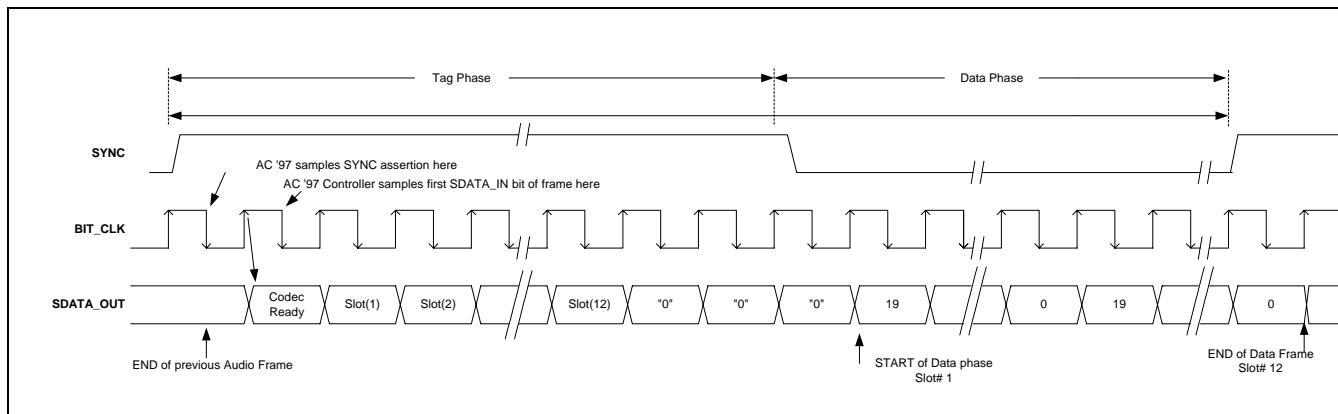 Tag Phase
Data Phase
SYNC
AC '97 samples SYNC assertion here
AC '97 Controller samples first SDATA_IN bit of frame here
BIT_CLK
SDATA_OUT
Codec
Ready
Slot(1)
Slot(2)
Slot(12)
"0"
"0"
"0"
19
0
19
0
END of previous Audio Frame
START of Data phase
Slot# 1
END of Data Frame
Slot# 12